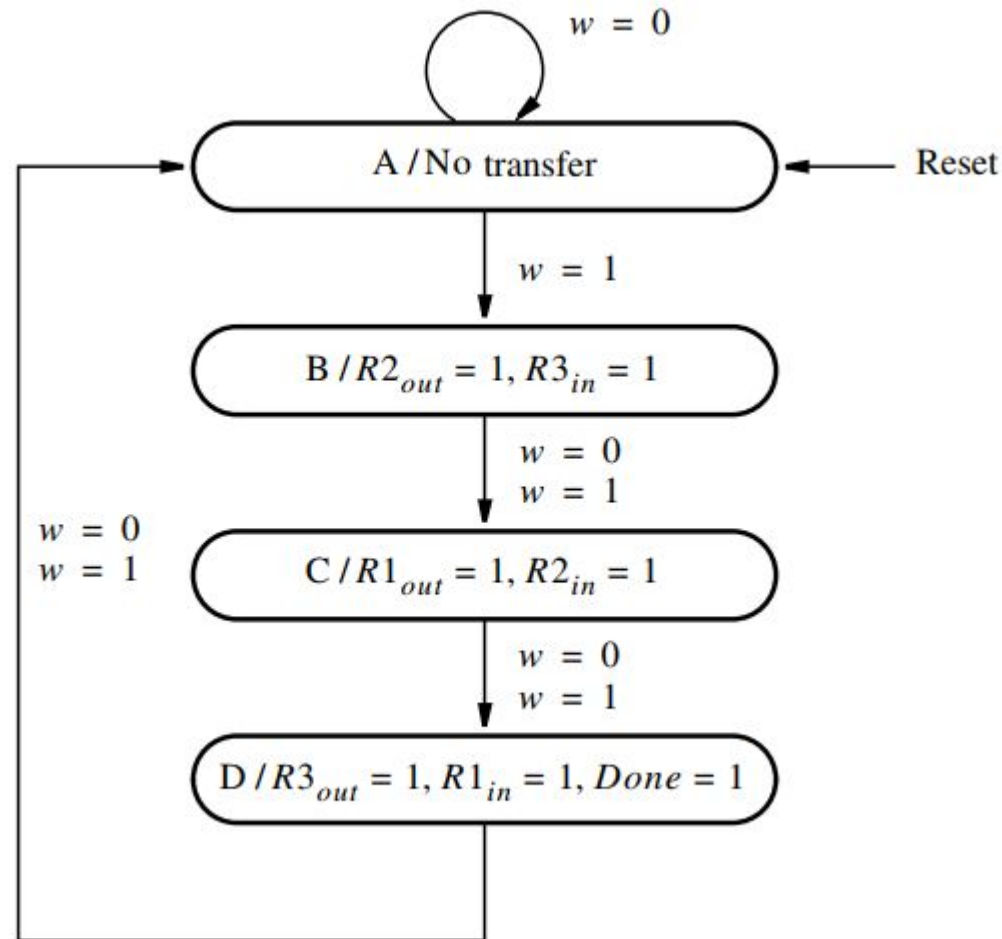 w = 0
A / No transfer
Reset
w = 1
B / R2out = 1, R3in = 1
w = 0
w = 1
w = 0
w = 1
C / R1out = 1, R2in = 1
w = 0
w = 1
D / R3out = 1, R1in = 1, Done = 1